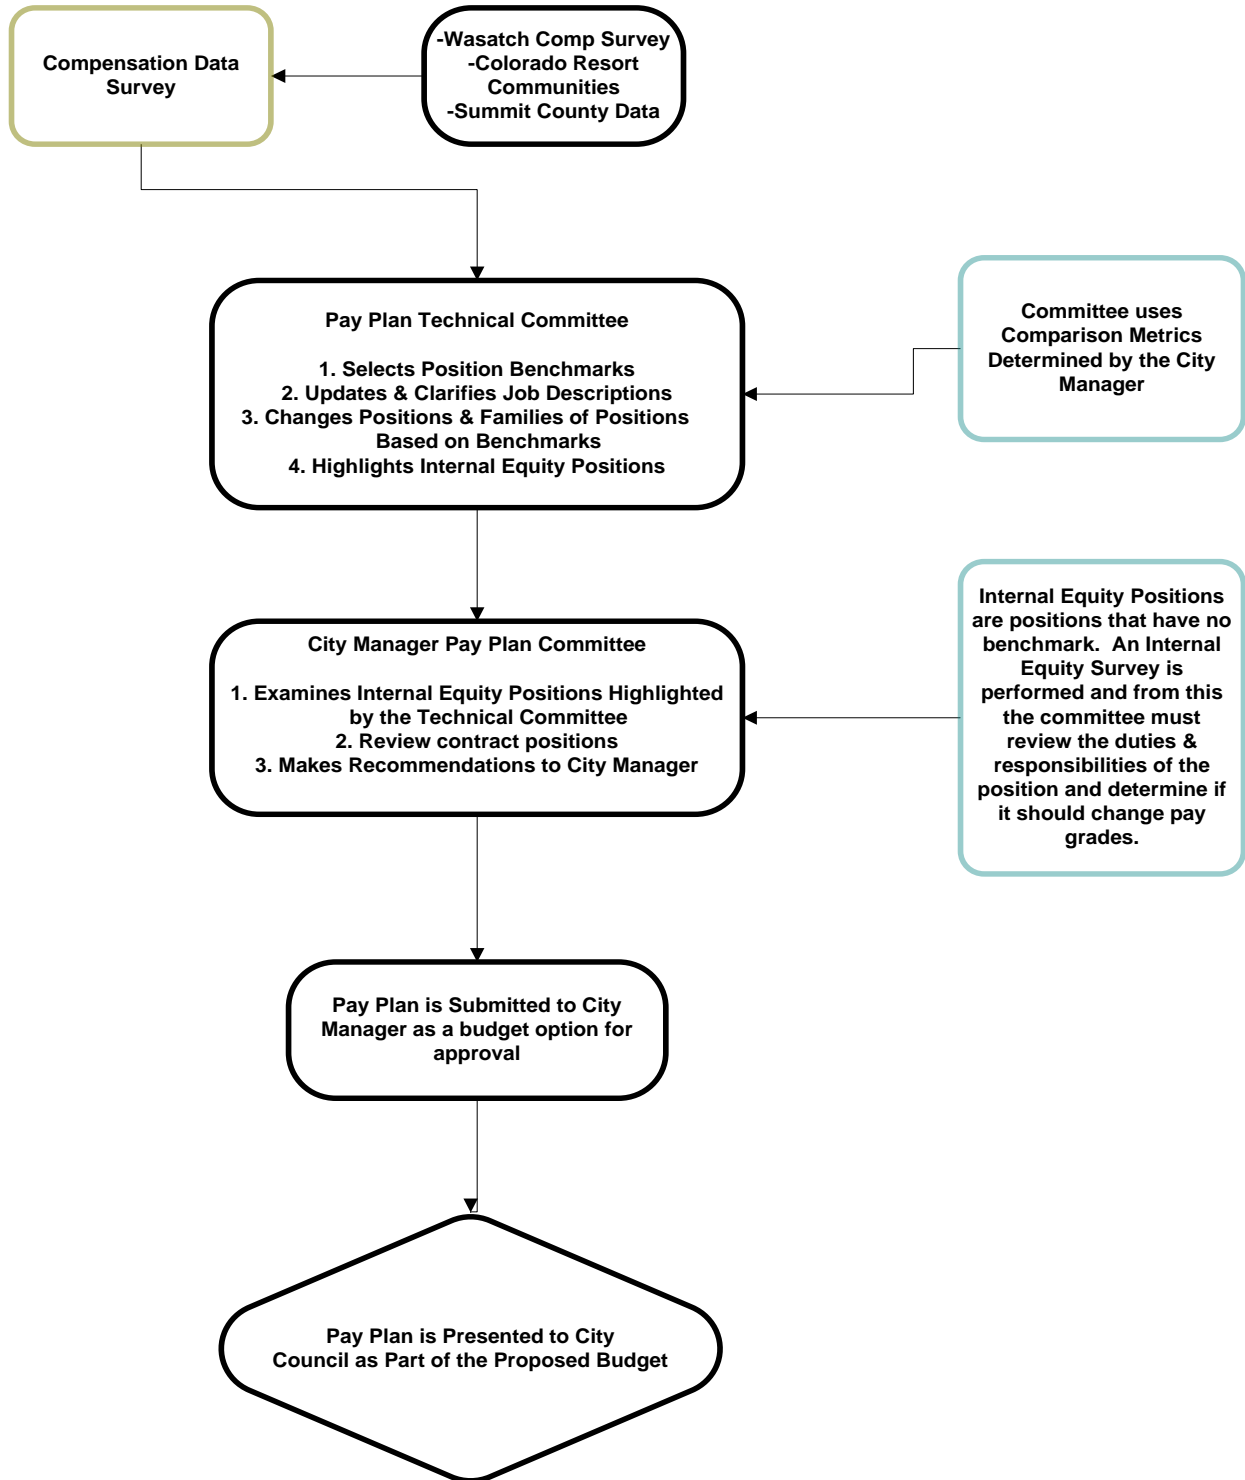 Compensation Data
Survey
-Wasatch Comp Survey
-Colorado Resort
Communities
-Summit County Data
Pay Plan Technical Committee
1. Selects Position Benchmarks
2. Updates & Clarifies Job Descriptions
3. Changes Positions & Families of Positions
Based on Benchmarks
4. Highlights Internal Equity Positions
Committee uses
Comparison Metrics
Determined by the City
Manager
City Manager Pay Plan Committee
1. Examines Internal Equity Positions Highlighted
by the Technical Committee
2. Review contract positions
3. Makes Recommendations to City Manager
Internal Equity Positions
are positions that have no
benchmark.  An Internal
Equity Survey is
performed and from this
the committee must
review the duties &
responsibilities of the
position and determine if
it should change pay
grades.
Pay Plan is Submitted to City
Manager as a budget option for
approval
Pay Plan is Presented to City
Council as Part of the Proposed Budget